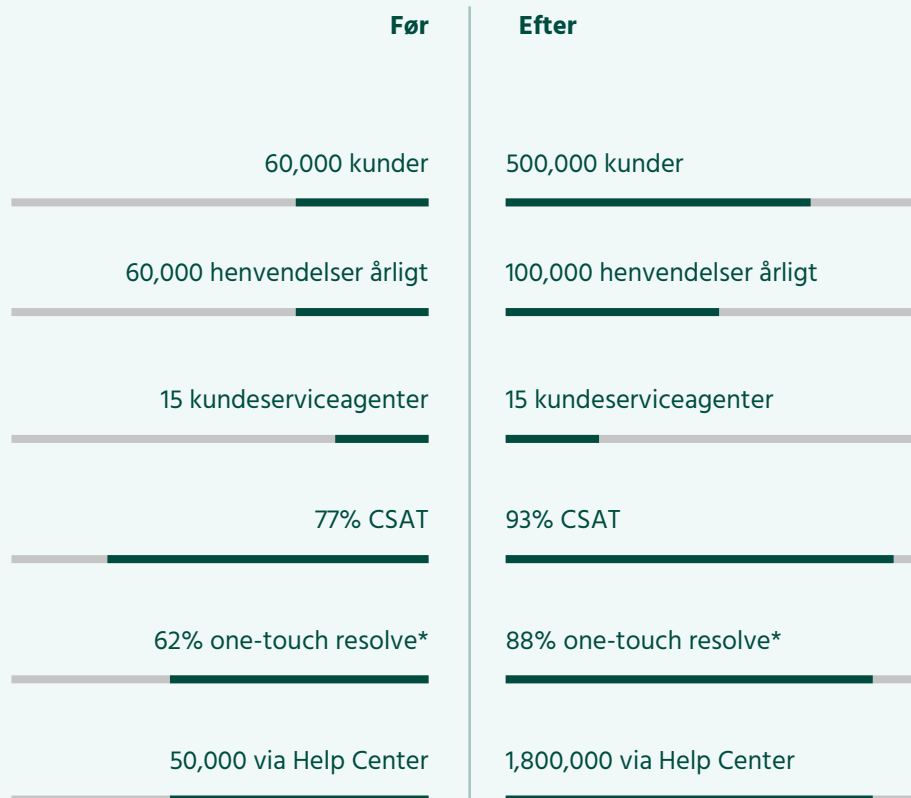 Før Efter
60,000 kunder 500,000 kunder
60,000 henvendelser årligt 100,000 henvendelser årligt
15 kundeserviceagenter 15 kundeserviceagenter
77% CSAT 93% CSAT
62% one-touch resolve* 88% one-touch resolve*
50,000 via Help Center 1,800,000 via Help Center